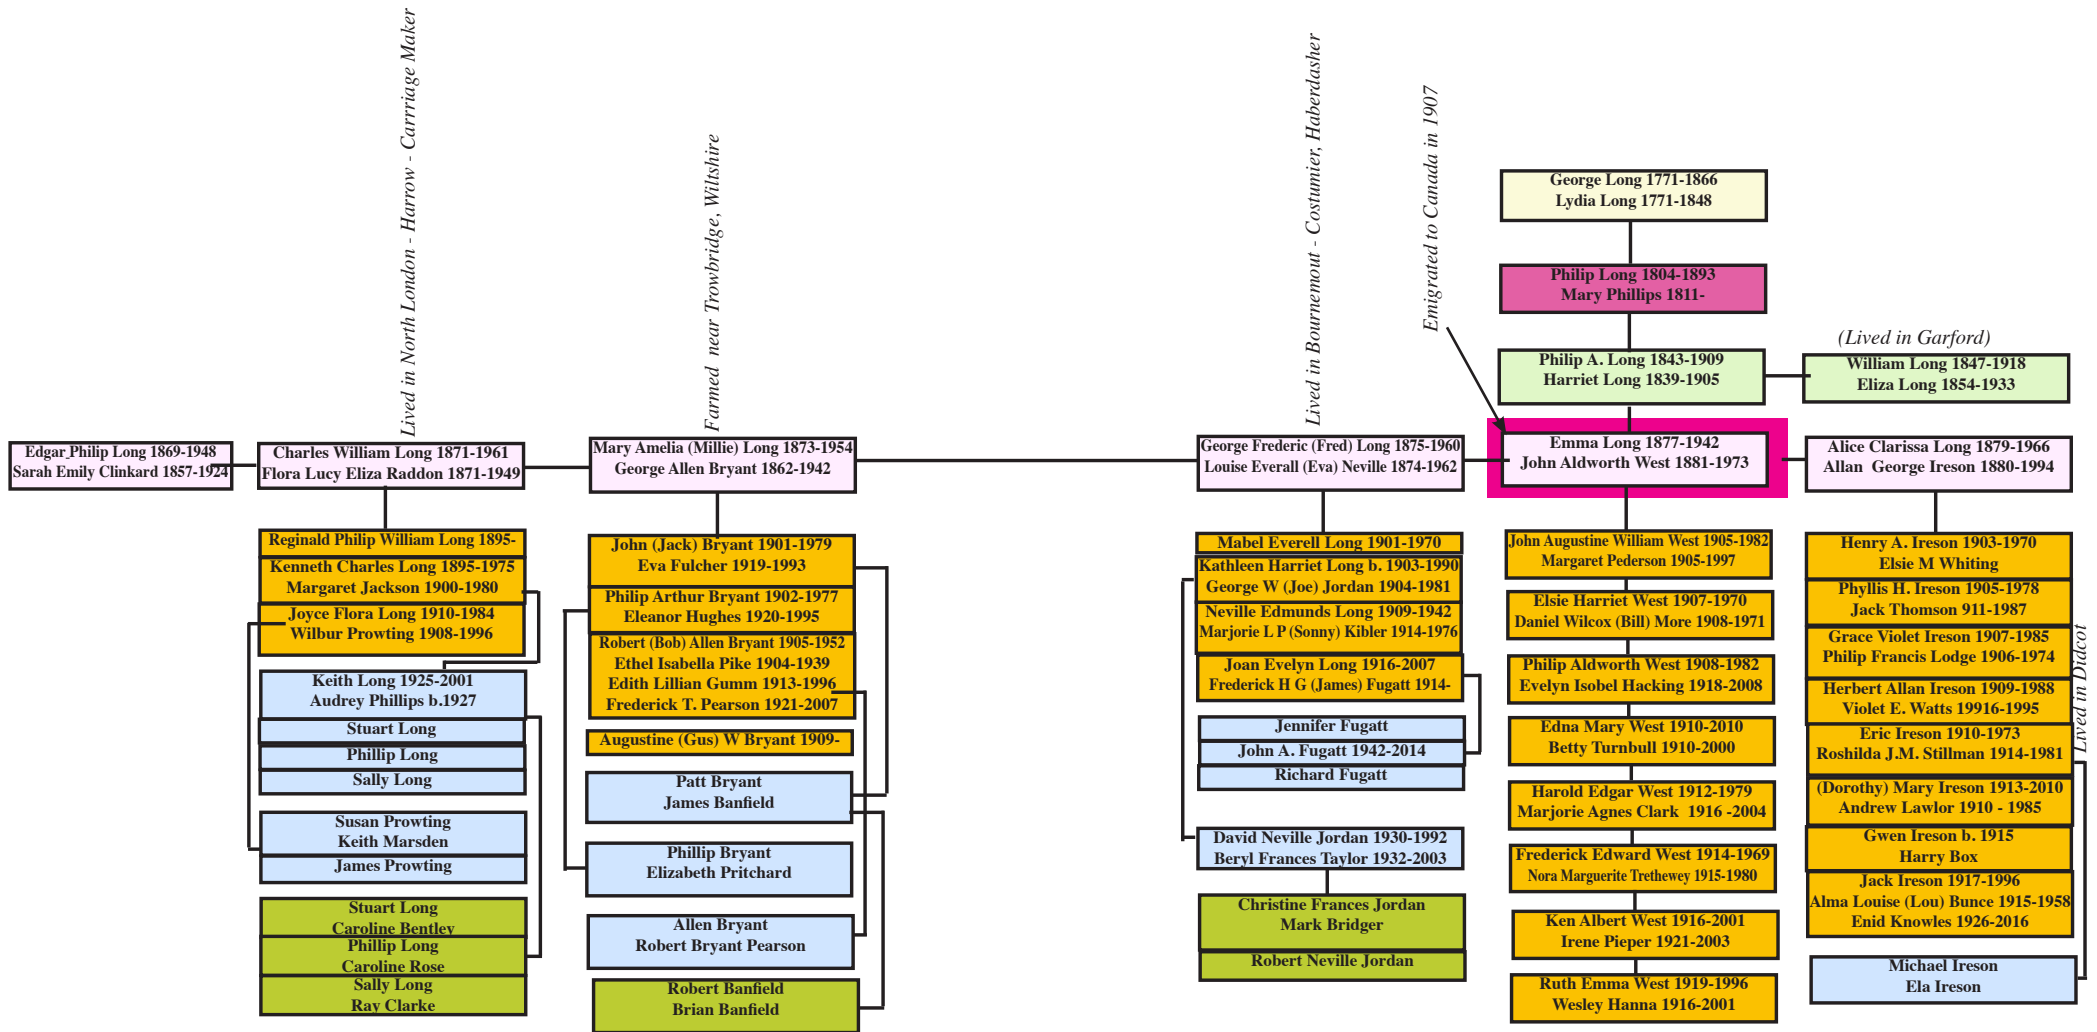 Lived in North London - Harrow - Carriage Maker
Farmed near Trowbridge, Wiltshire
Lived in Bournemout - Costumier, Haberdasher
Emigrated to Canada in 1907
George Long 1771-1866
Lydia Long 1771-1848
Philip Long 1804-1893
Mary Phillips 1811-
Philip A. Long 1843-1909
Harriet Long 1839-1905
(Lived in Garford)
William Long 1847-1918
Eliza Long 1854-1933
Edgar Philip Long 1869-1948
Sarah Emily Clinkard 1857-1924
Charles William Long 1871-1961
Flora Lucy Eliza Raddon 1871-1949
Mary Amelia (Millie) Long 1873-1954
George Allen Bryant 1862-1942
George Frederic (Fred) Long 1875-1960
Louise Everall (Eva) Neville 1874-1962
Emma Long 1877-1942
John Aldworth West 1881-1973
Alice Clarissa Long 1879-1966
Allan George Ireson 1880-1994
Reginald Philip William Long 1895-
Kenneth Charles Long 1895-1975
Margaret Jackson 1900-1980
Joyce Flora Long 1910-1984
Wilbur Prowting 1908-1996
Keith Long 1925-2001
Audrey Phillips b.1927
Stuart Long
Phillip Long
Sally Long
Susan Prowting
Keith Marsden
James Prowting
Stuart Long
Caroline Bentley
Phillip Long
Caroline Rose
Sally Long
Ray Clarke
John (Jack) Bryant 1901-1979
Eva Fulcher 1919-1993
Philip Arthur Bryant 1902-1977
Eleanor Hughes 1920-1995
Robert (Bob) Allen Bryant 1905-1952
Ethel Isabella Pike 1904-1939
Edith Lillian Gumm 1913-1996
Frederick T. Pearson 1921-2007
Augustine (Gus) W Bryant 1909-
Patt Bryant
James Banfield
Phillip Bryant
Elizabeth Pritchard
Allen Bryant
Robert Bryant Pearson
Robert Banfield
Brian Banfield
Mabel Everell Long 1901-1970
Kathleen Harriet Long b. 1903-1990
George W (Joe) Jordan 1904-1981
Neville Edmunds Long 1909-1942
Marjorie L P (Sonny) Kibler 1914-1976
Joan Evelyn Long 1916-2007
Frederick H G (James) Fugatt 1914-
Jennifer Fugatt
John A. Fugatt 1942-2014
Richard Fugatt
David Neville Jordan 1930-1992
Beryl Frances Taylor 1932-2003
Christine Frances Jordan
Mark Bridger
Robert Neville Jordan
John Augustine William West 1905-1982
Margaret Pederson 1905-1997
Elsie Harriet West 1907-1970
Daniel Wilcox (Bill) More 1908-1971
Philip Aldworth West 1908-1982
Evelyn Isobel Hacking 1918-2008
Edna Mary West 1910-2010
Betty Turnbull 1910-2000
Harold Edgar West 1912-1979
Marjorie Agnes Clark 1916 -2004
Frederick Edward West 1914-1969
Nora Marguerite Trethewey 1915-1980
Ken Albert West 1916-2001
Irene Pieper 1921-2003
Ruth Emma West 1919-1996
Wesley Hanna 1916-2001
Henry A. Ireson 1903-1970
Elsie M Whiting
Phyllis H. Ireson 1905-1978
Jack Thomson 911-1987
Grace Violet Ireson 1907-1985
Philip Francis Lodge 1906-1974
Herbert Allan Ireson 1909-1988
Violet E. Watts 19916-1995
Eric Ireson 1910-1973
Roshilda J.M. Stillman 1914-1981
(Dorothy) Mary Ireson 1913-2010
Andrew Lawlor 1910 - 1985
Gwen Ireson b. 1915
Harry Box
Jack Ireson 1917-1996
Alma Louise (Lou) Bunce 1915-1958
Enid Knowles 1926-2016
Michael Ireson
Ela Ireson
Lived in Didcot